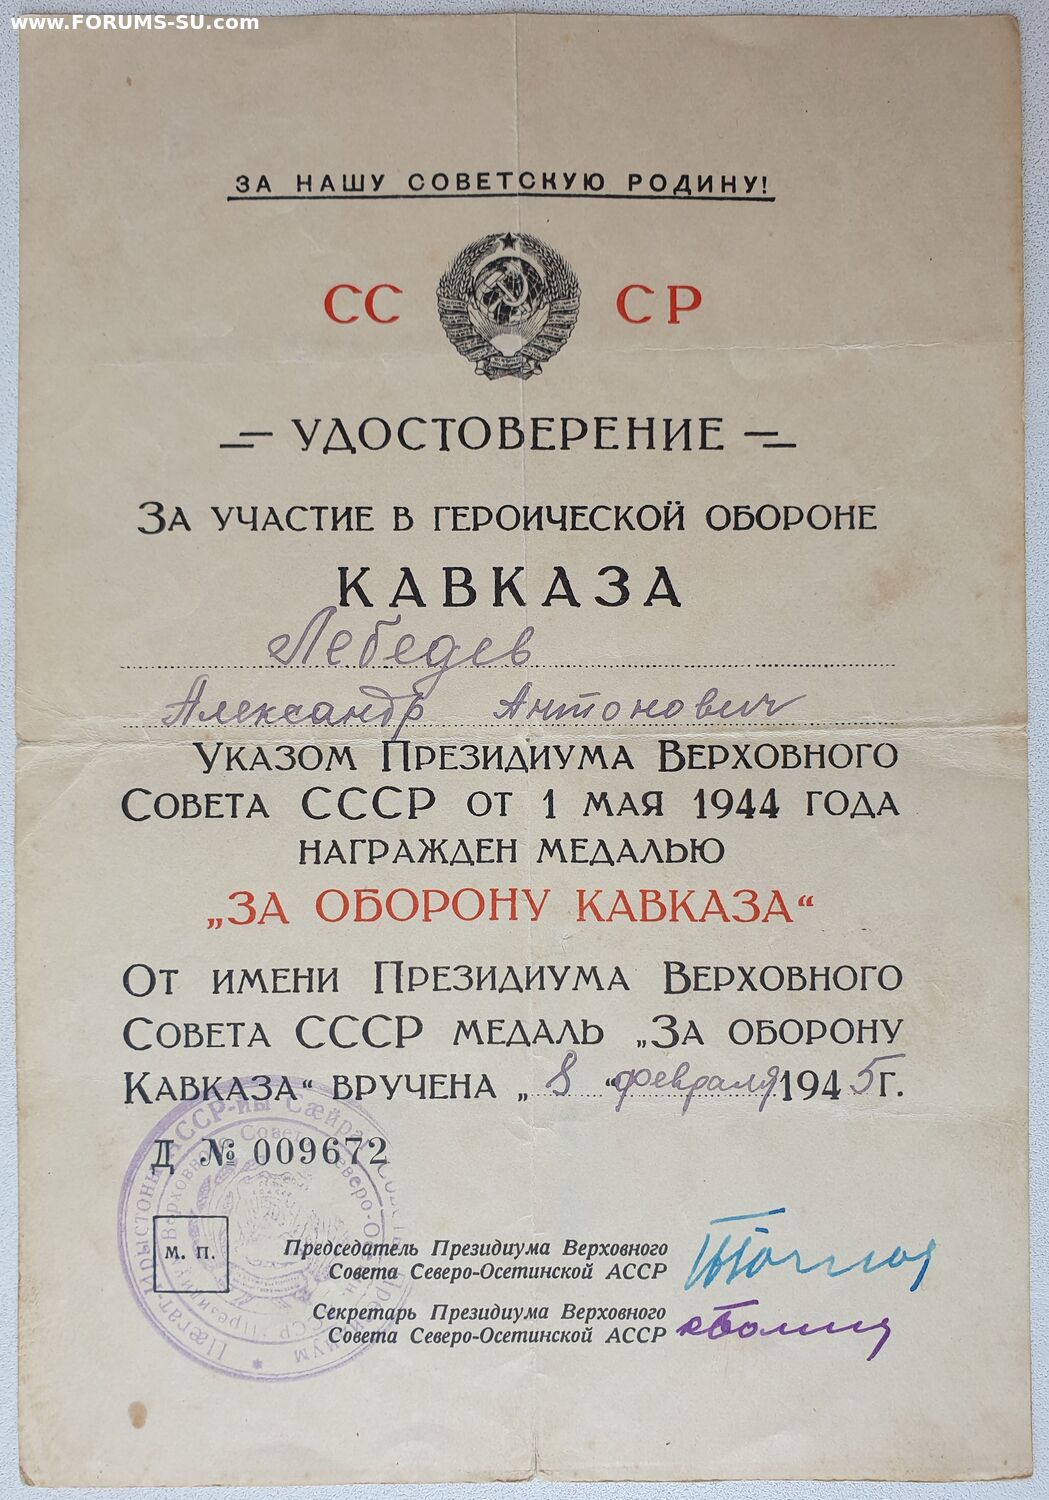 www.FORUMS-SU.com
ЗА НАШУ СОВЕТСКУЮ РОДИНУ!
СС СР
УДОСТОВЕРЕНИЕ
ЗА УЧАСТИЕ В ГЕРОИЧЕСКОЙ ОБОРОНЕ
КАВКАЗА
Лебедев
Александр Антонович
УКАЗОМ ПРЕЗИДИУМА ВЕРХОВНОГО
СОВЕТА СССР ОТ 1 МАЯ 1944 ГОДА
НАГРАЖДЕН МЕДАЛЬЮ
„ЗА ОБОРОНУ КАВКАЗА“
ОТ ИМЕНИ ПРЕЗИДИУМА ВЕРХОВНОГО
СОВЕТА СССР МЕДАЛЬ „ЗА ОБОРОНУ
КАВКАЗА“ ВРУЧЕНА „8“ февраля 1945 г.
Д № 009672
М. П.
Председатель Президиума Верховного
Совета Северо-Осетинской АССР
Секретарь Президиума Верховного
Совета Северо-Осетинской АССР